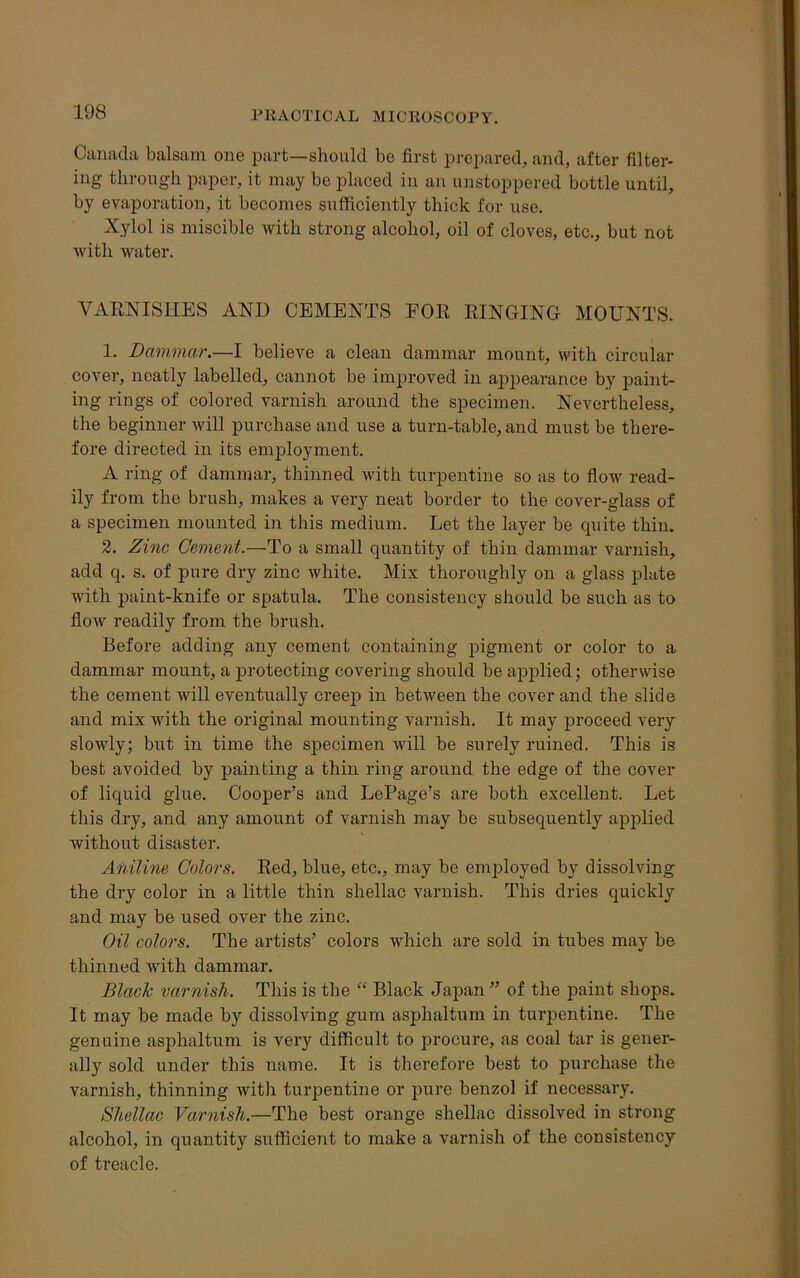 198
PRACTICAL MICROSCOPY.
Canada balsam one part—should be first prepared, and, after filter-
ing through paper, it may be placed in an unstoppered bottle until,
by evaporation, it becomes sufficiently thick for use.
Xylol is miscible with strong alcohol, oil of cloves, etc., but not
with water.
VARNISHES AND CEMENTS FOR RINGING MOUNTS.
1. Dammar.—I believe a clean dammar mount, with circular
cover, neatly labelled, cannot be improved in appearance by paint-
ing rings of colored varnish around the specimen. Nevertheless,
the beginner will purchase and use a turn-table, and must be there-
fore directed in its employment.
A ring of dammar, thinned with turpentine so as to flow read-
ily from the brush, makes a very neat border to the cover-glass of
a specimen mounted in this medium. Let the layer be quite thin.
2. Zinc Cement.—To a small quantity of thin dammar varnish,
add q. s. of pure dry zinc white. Mix thoroughly on a glass plate
with paint-knife or spatula. The consistency should be such as to
flow readily from the brush.
Before adding any cement containing pigment or color to a
dammar mount, a protecting covering should be applied; otherwise
the cement will eventually creep in between the cover and the slide
and mix with the original mounting varnish. It may proceed very
slowly; but in time the specimen will be surely ruined. This is
best avoided by painting a thin ring around the edge of the cover
of liquid glue. Cooper's and LePage's are both excellent. Let
this dry, and any amount of varnish may be subsequently applied
without disaster.
Aniline Colors. Red, blue, etc., may be employed by dissolving
the dry color in a little thin shellac varnish. This dries quickly
and may be used over the zinc.
Oil colors. The artists' colors which are sold in tubes may be
thinned with dammar.
Black varnish. This is the “ Black Japan ” of the paint shops.
It may be made by dissolving gum asphaltum in turpentine. The
genuine asphaltum is very difficult to procure, as coal tar is gener-
ally sold under this name. It is therefore best to purchase the
varnish, thinning with turpentine or pure benzol if necessary.
Shellac Varnish.—The best orange shellac dissolved in strong
alcohol, in quantity sufficient to make a varnish of the consistency
of treacle.